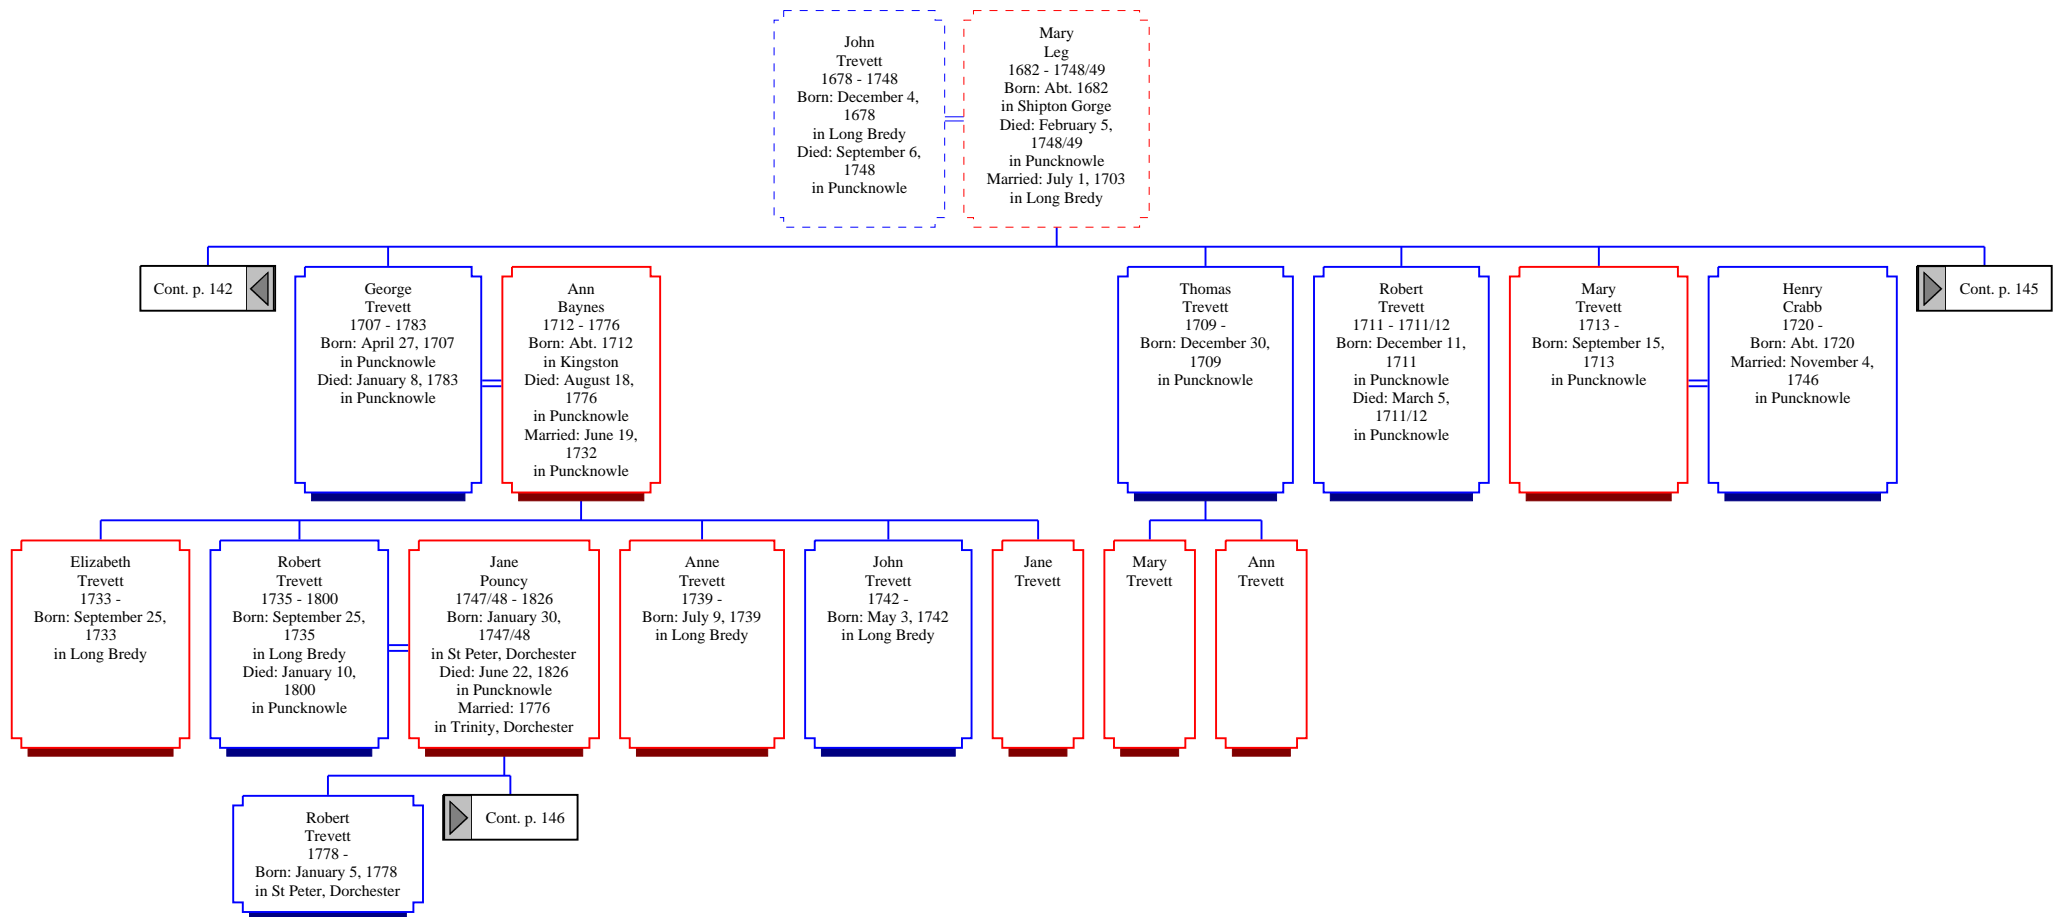 John
Trevett
1678 - 1748
Born: December 4,
1678
in Long Bredy
Died: September 6,
1748
in Puncknowle
Mary
Leg
1682 - 1748/49
Born: Abt. 1682
in Shipton Gorge
Died: February 5,
1748/49
in Puncknowle
Married: July 1, 1703
in Long Bredy
Cont. p. 142
George
Trevett
1707 - 1783
Born: April 27, 1707
in Puncknowle
Died: January 8, 1783
in Puncknowle
Ann
Baynes
1712 - 1776
Born: Abt. 1712
in Kingston
Died: August 18,
1776
in Puncknowle
Married: June 19,
1732
in Puncknowle
Thomas
Trevett
1709 -
Born: December 30,
1709
in Puncknowle
Robert
Trevett
1711 - 1711/12
Born: December 11,
1711
in Puncknowle
Died: March 5,
1711/12
in Puncknowle
Mary
Trevett
1713 -
Born: September 15,
1713
in Puncknowle
Henry
Crabb
1720 -
Born: Abt. 1720
Married: November 4,
1746
in Puncknowle
Cont. p. 145
Elizabeth
Trevett
1733 -
Born: September 25,
1733
in Long Bredy
Robert
Trevett
1735 - 1800
Born: September 25,
1735
in Long Bredy
Died: January 10,
1800
in Puncknowle
Jane
Pouncy
1747/48 - 1826
Born: January 30,
1747/48
in St Peter, Dorchester
Died: June 22, 1826
in Puncknowle
Married: 1776
in Trinity, Dorchester
Anne
Trevett
1739 -
Born: July 9, 1739
in Long Bredy
John
Trevett
1742 -
Born: May 3, 1742
in Long Bredy
Jane
Trevett
Mary
Trevett
Ann
Trevett
Robert
Trevett
1778 -
Born: January 5, 1778
in St Peter, Dorchester
Cont. p. 146